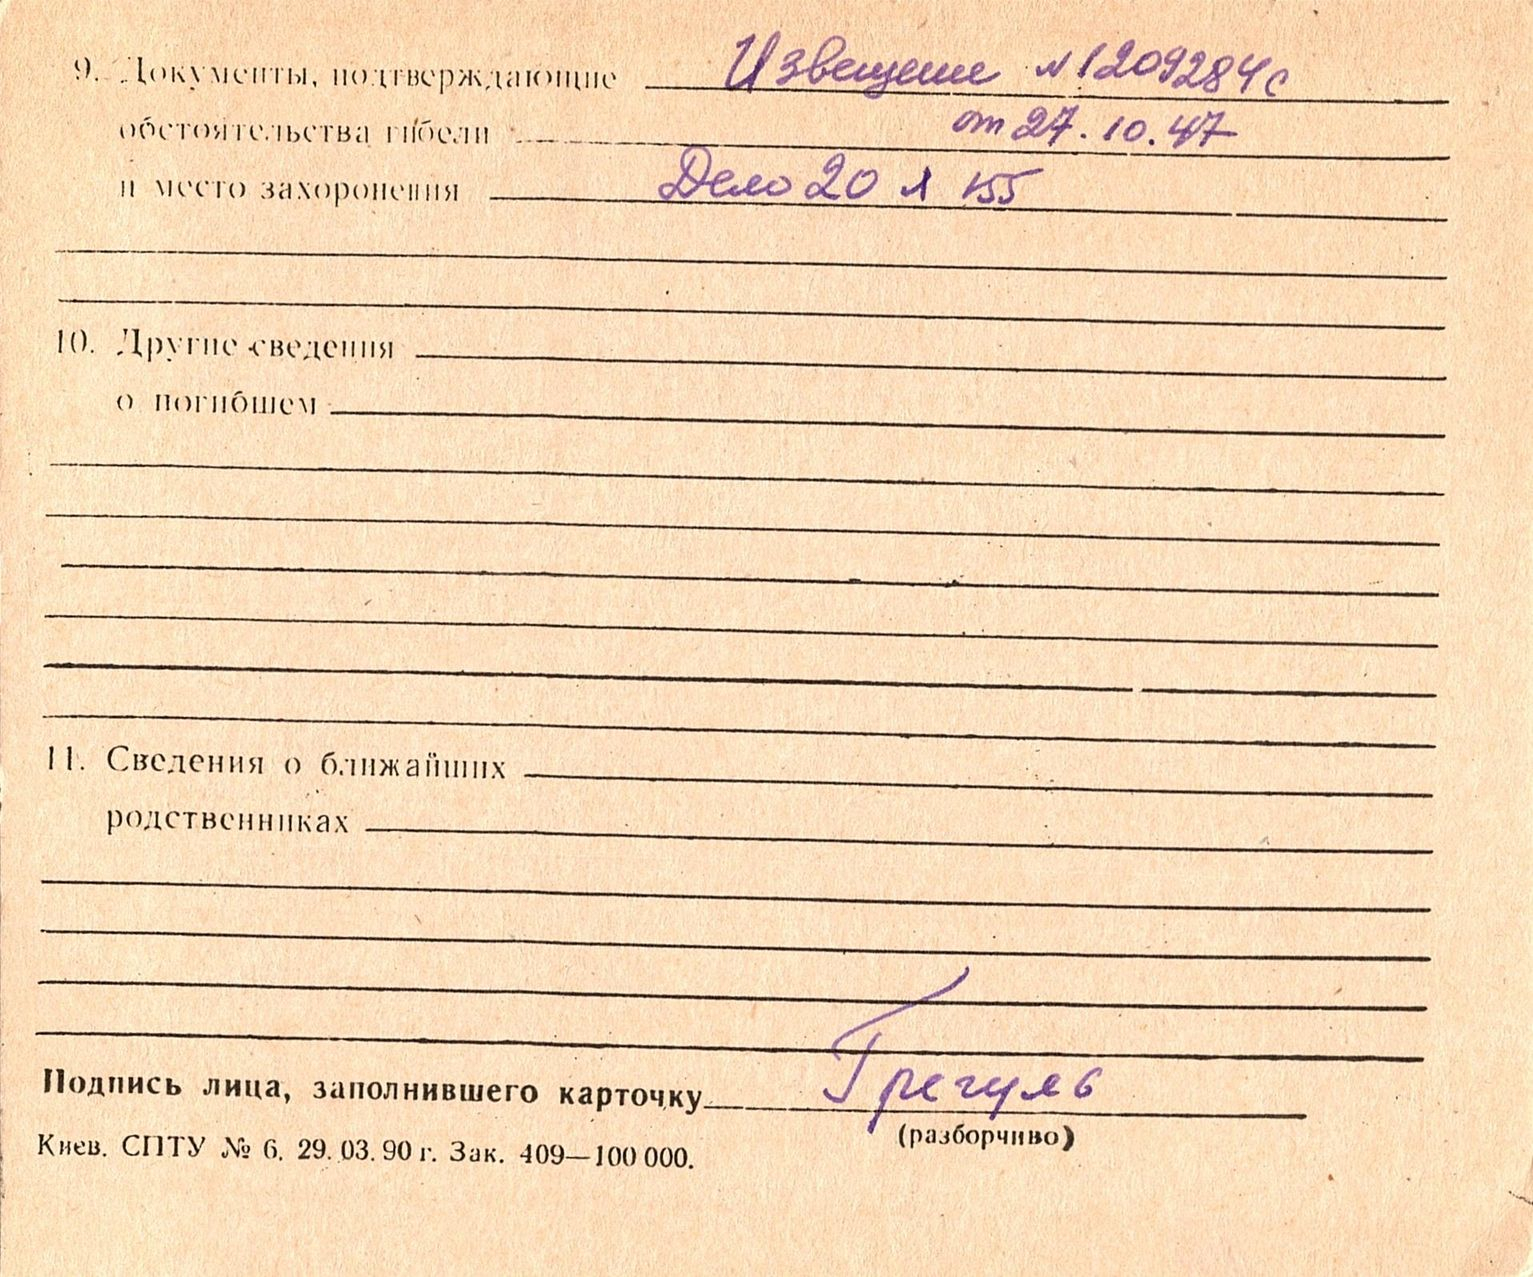 9. Документы, подтверждающие Извещение №1209284с
обстоятельства гибели от 27.10.47
и место захоронения Дело 20 л 155
10. Другие сведения
о погибшем
11. Сведения о ближайших
родственниках
Подпись лица, заполнившего карточку Грегуль
(разборчиво)
Киев. СПТУ № 6. 29.03.90 г. Зак. 409—100 000.